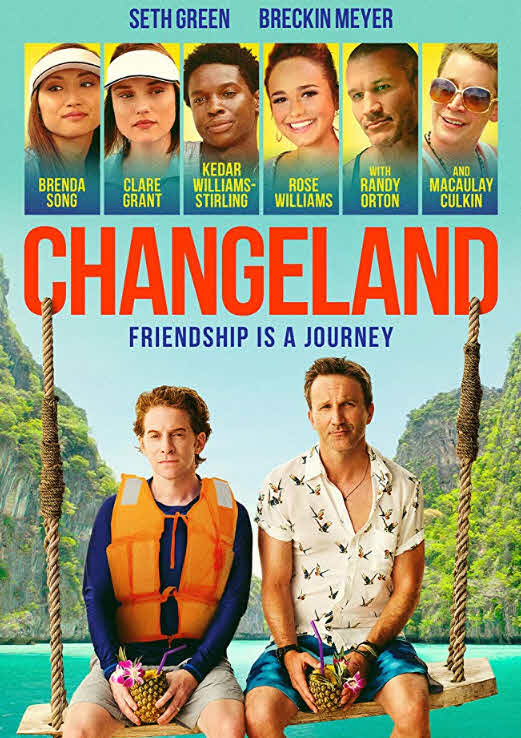 SETH GREEN BRECKIN MEYER
BRENDA
SONG
CLARE
GRANT
KEDAR
WILLIAMS-
STIRLING
ROSE
WILLIAMS
WITH
RANDY
ORTON
AND
MACAULAY
CULKIN
CHANGELAND
FRIENDSHIP IS A JOURNEY